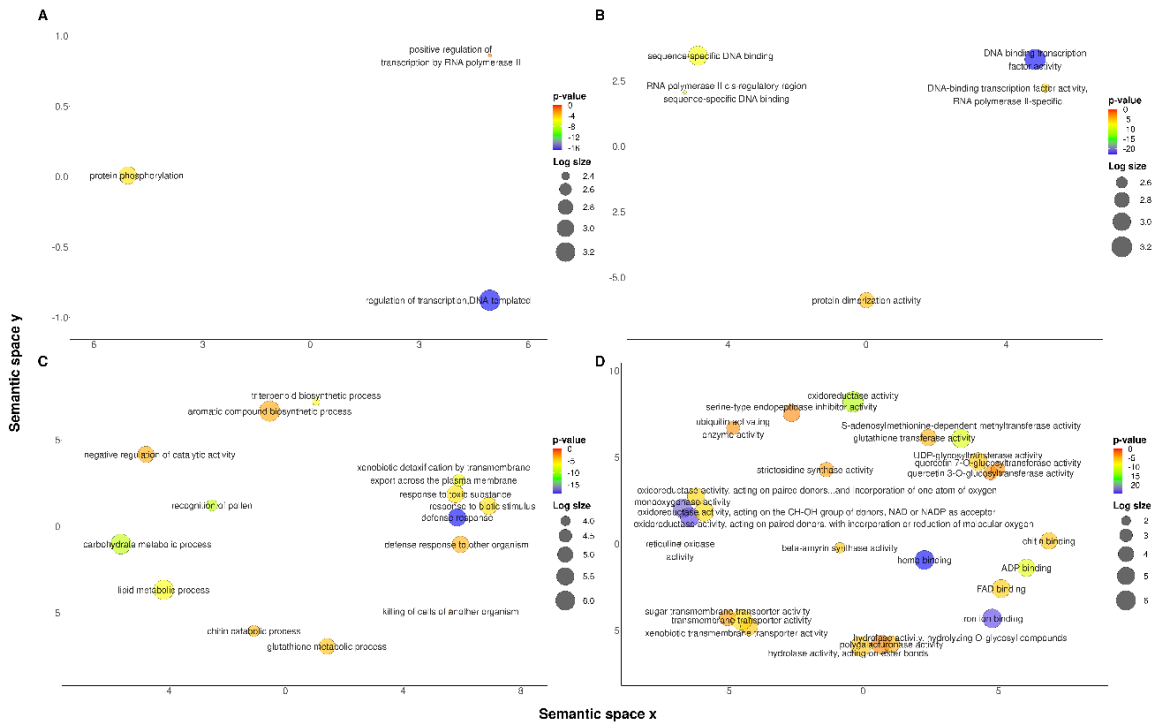 A
1.0
0.5
0.0
-0.5
-1.0
positive regulation of
transcription by RNA polymerase II
protein phosphorylation
regulation of transcription,DNA templated
6
3
0
3
6
p-value
0
-4
-8
-12
-16
Log size
2.4
2.6
2.8
3.0
3.2
B
2.5
0.0
2.5
-5.0
sequence-specific DNA binding
DNA binding transcription
factor activity
RNA polymerase II cis-regulatory region
sequence-specific DNA binding
DNA-binding transcription factor activity,
RNA polymerase II-specific
protein dimerization activity
4
0
4
p-value
0
5
-10
-15
-20
Log size
2.6
2.8
3.0
3.2
Semantic space y
C
5
0
5
triterpenoid biosynthetic process
aromatic compound biosynthetic process
negative regulation of catalytic activity
xenobiotic detoxification by transmembrane
export across the plasma membrane
response to toxic substance
response to biotic stimulus
recognition of pollen
defense response
carbohydrate metabolic process
defense response to other organism
lipid metabolic process
killing of cells of another organism
chitin catabolic process
glutathione metabolic process
4
0
4
8
p-value
0
-5
-10
-15
Log size
4.0
4.5
5.0
5.5
6.0
D
10
5
0
5
oxidoreductase activity
serine-type endopeptidase inhibitor activity
ubiquitin activating
enzyme activity
S-adenosylmethionine-dependent methyltransferase activity
glutathione transferase activity
UDP-glycosyltransferase activity
quercetin 7-O-glucosyltransferase activity
quercetin 3-O-glucosyltransferase activity
strictosidine synthase activity
oxidoreductase activity, acting on paired donors...and incorporation of one atom of oxygen
monooxygenase activity
oxidoreductase activity, acting on the CH-OH group of donors, NAD or NADP as acceptor
oxidoreductase activity, acting on paired donors, with incorporation or reduction of molecular oxygen
reticuline oxidase
activity
beta-amyrin synthase activity
chitin binding
heme binding
ADP binding
FAD binding
iron ion binding
sugar transmembrane transporter activity
transmembrane transporter activity
xenobiotic transmembrane transporter activity
hydrolase activity, hydrolyzing O-glycosyl compounds
polygalacturonase activity
hydrolase activity, acting on ester bonds
5
0
5
p-value
0
-5
-10
-15
-20
Log size
2
3
4
5
6
Semantic space x